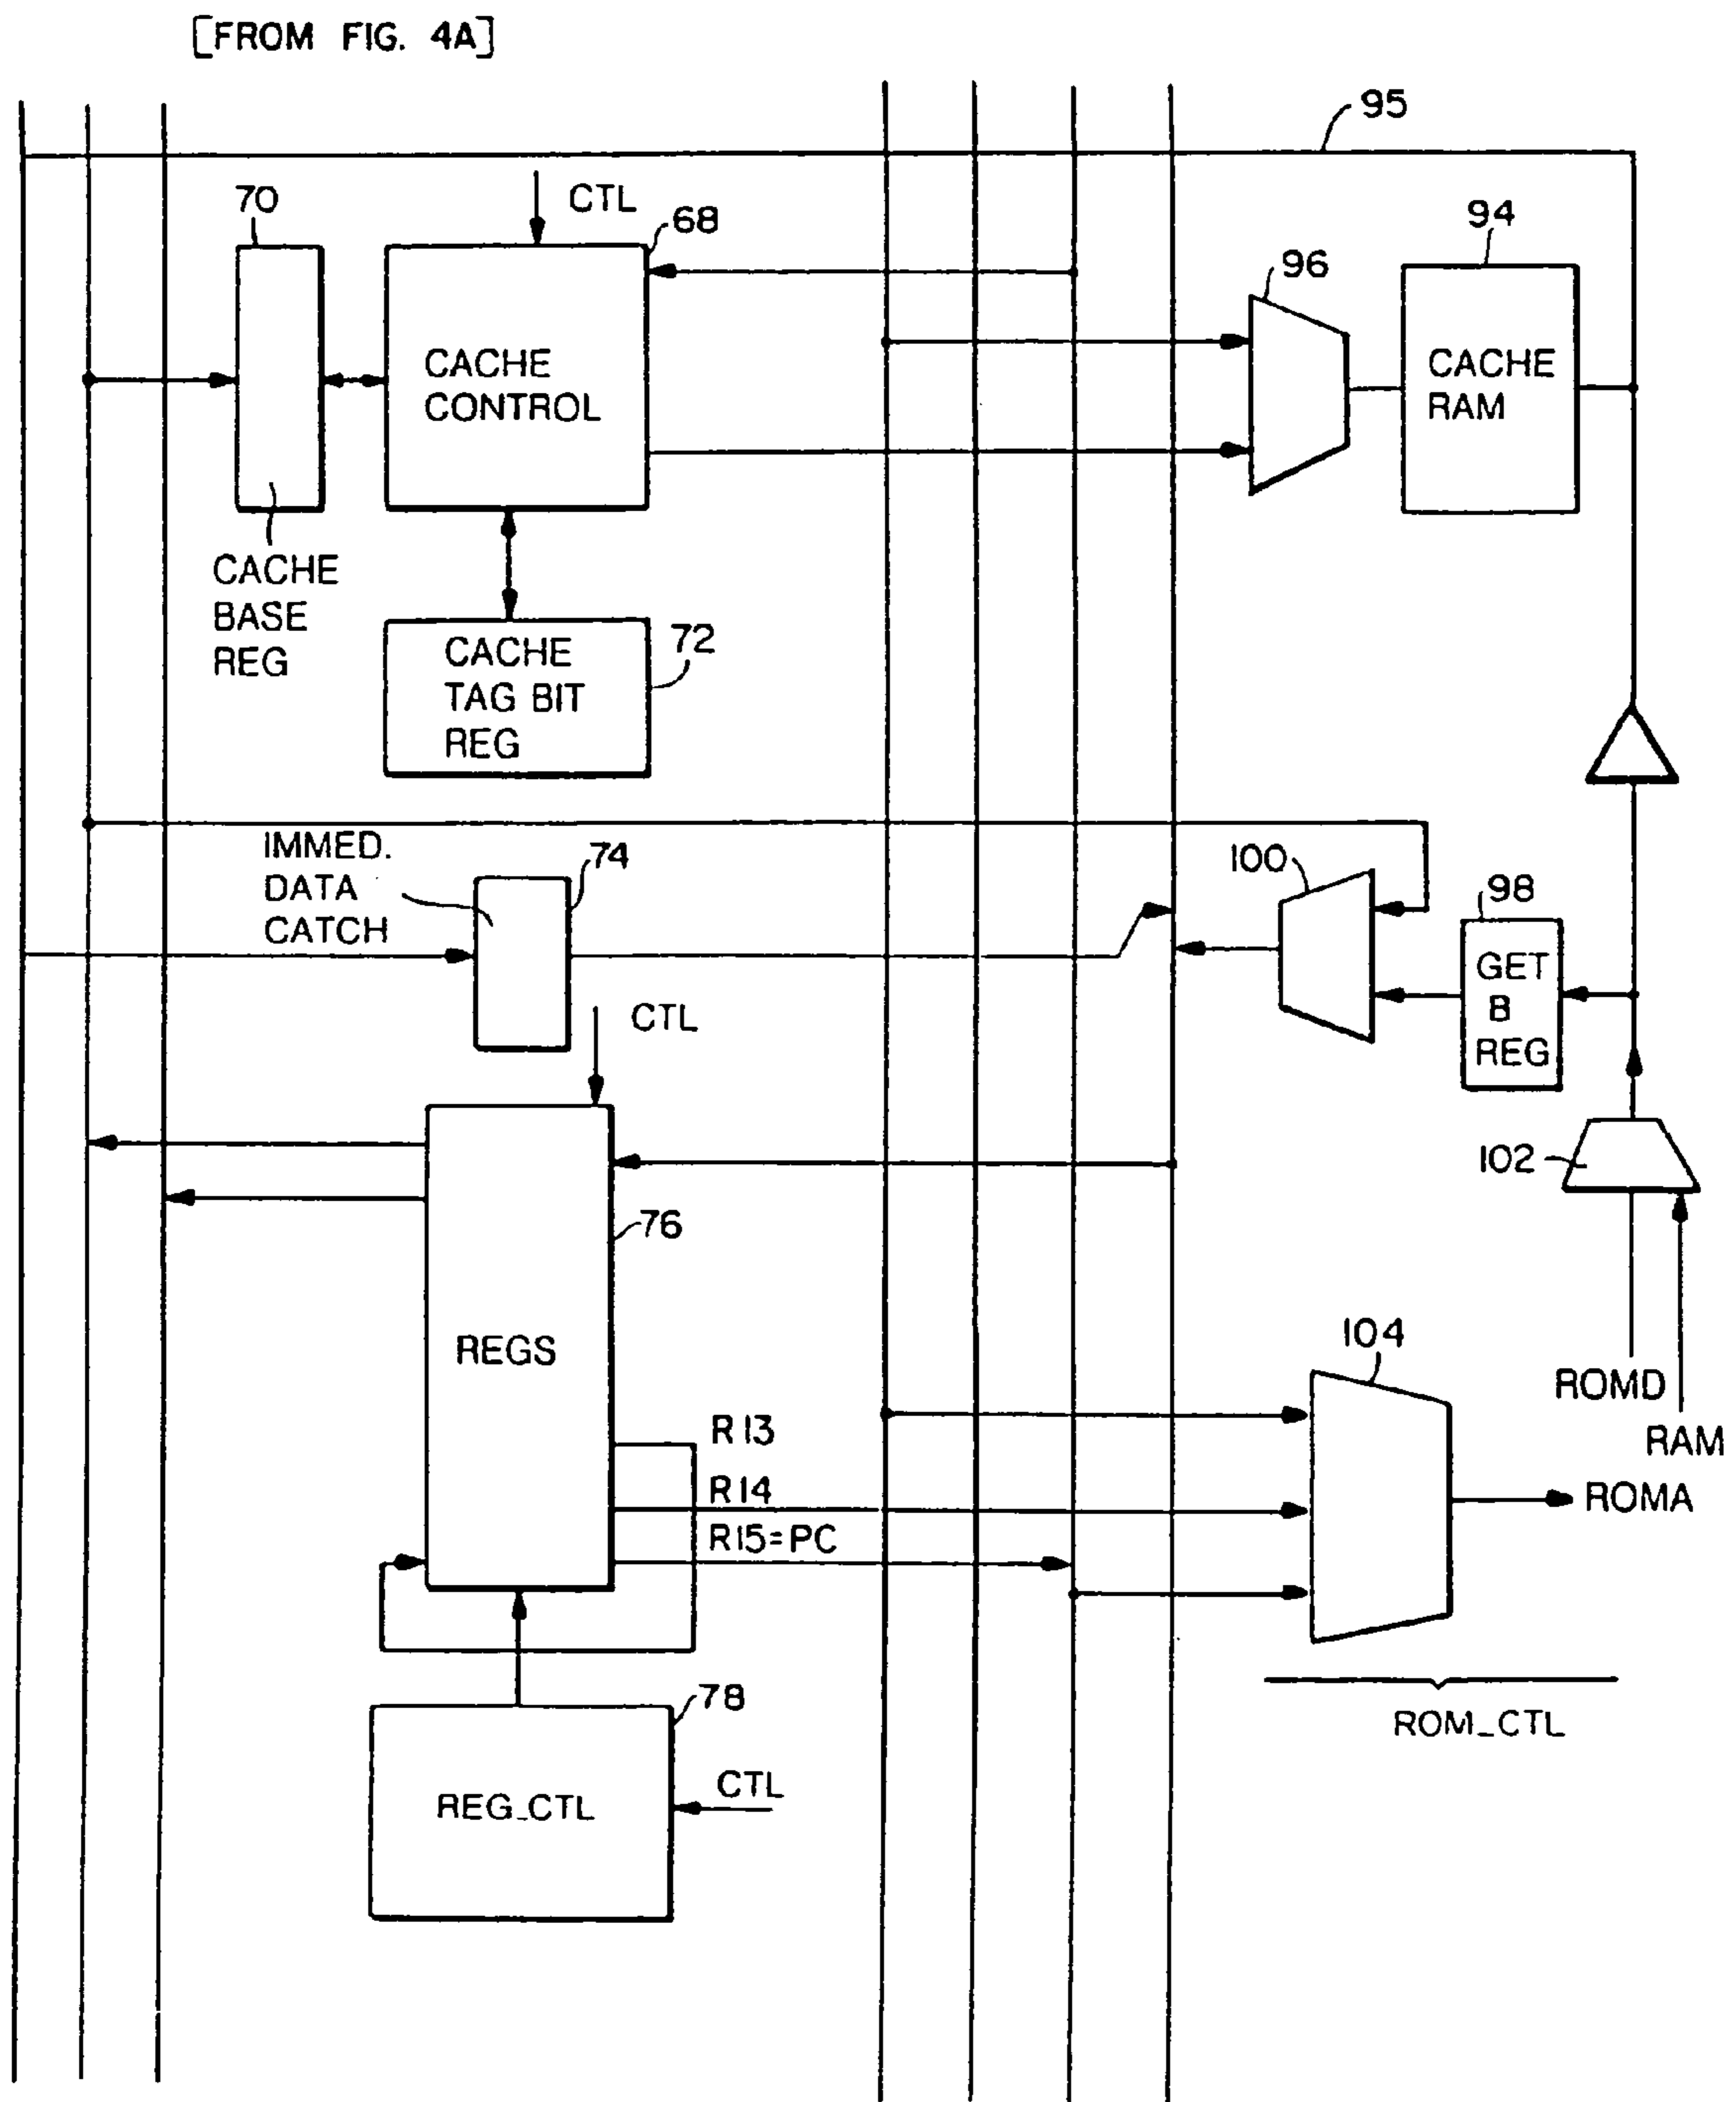 [FROM FIG. 4A]
95
70
CTL
68
94
96
CACHE
CONTROL
CACHE
RAM
CACHE
BASE
REG
CACHE
TAG BIT
REG
72
IMMED.
DATA
CATCH
74
100
98
GET
B
REG
CTL
102
76
REGS
104
ROMD
RAM
R13
R14
R15=PC
ROMA
ROM_CTL
78
REG_CTL
CTL